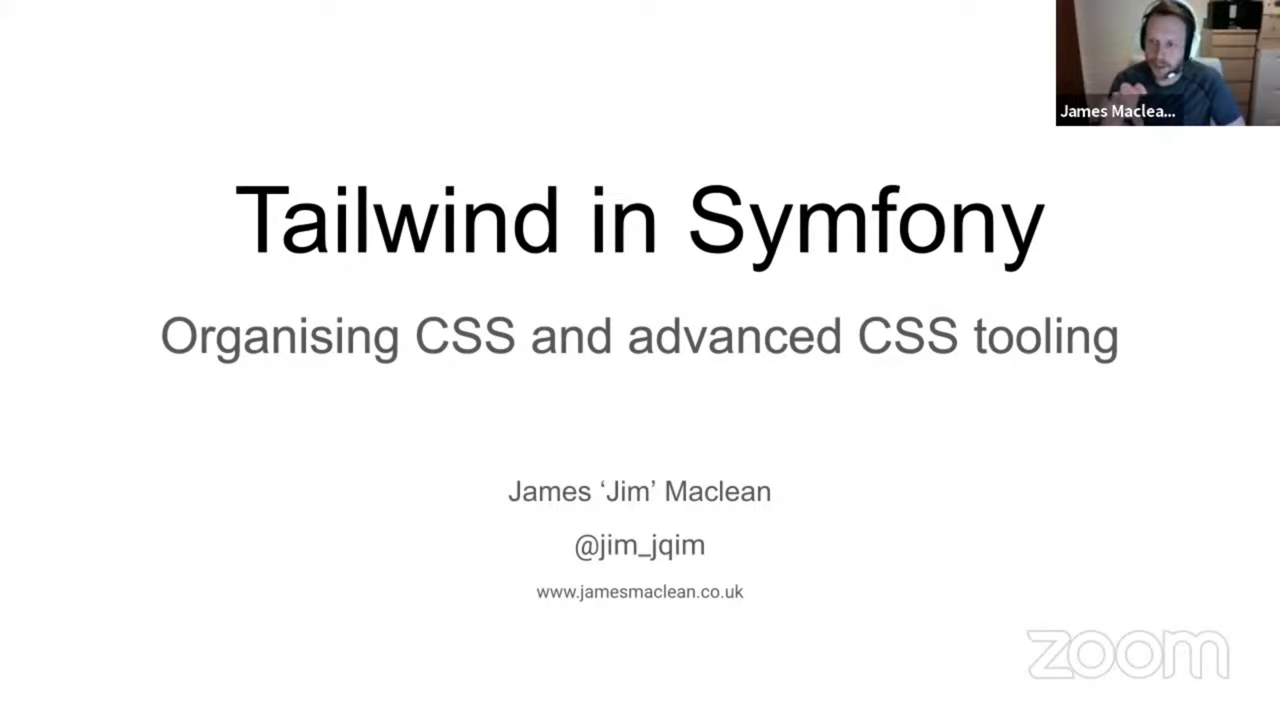 James Maclea...
Tailwind in Symfony
Organising CSS and advanced CSS tooling
James ‘Jim’ Maclean
@jim_jqim
www.jamesmaclean.co.uk
zoom